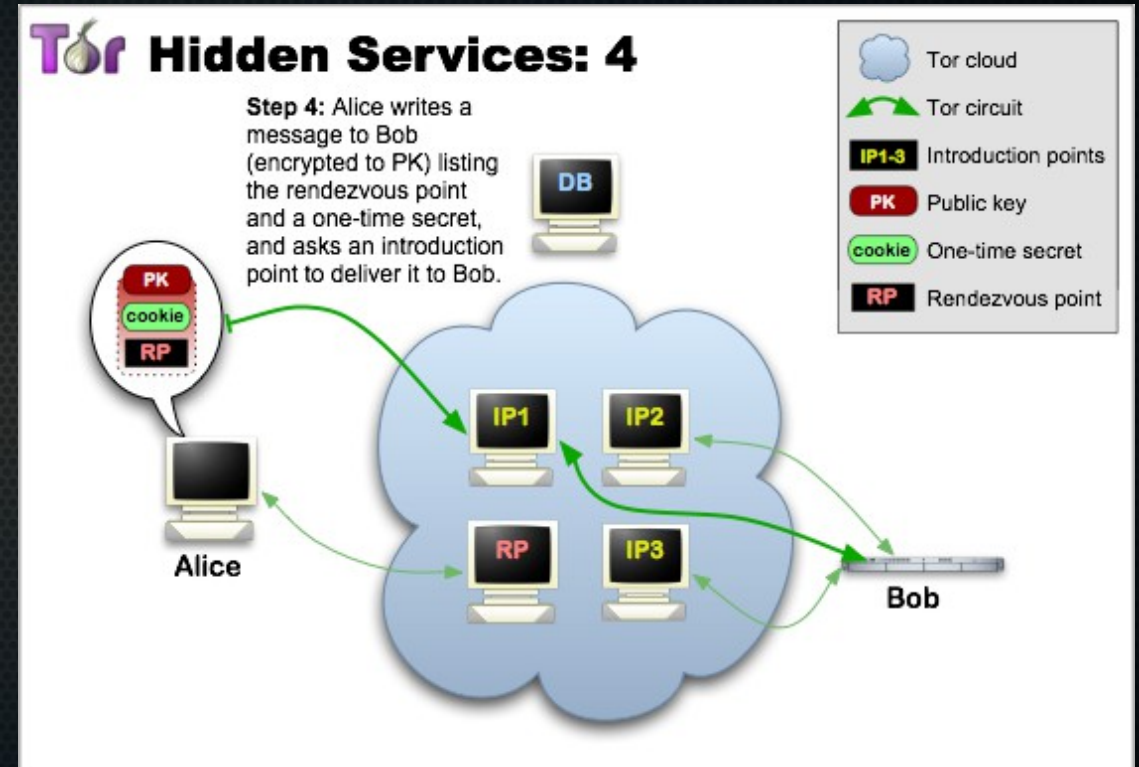 Tor Hidden Services: 4
Step 4: Alice writes a
message to Bob
(encrypted to PK) listing
the rendezvous point
and a one-time secret,
and asks an introduction
point to deliver it to Bob.
Tor cloud
Tor circuit
IP1-3 Introduction points
PK Public key
cookie One-time secret
RP Rendezvous point
DB
PK
cookie
RP
IP1
IP2
RP
IP3
Alice
Bob